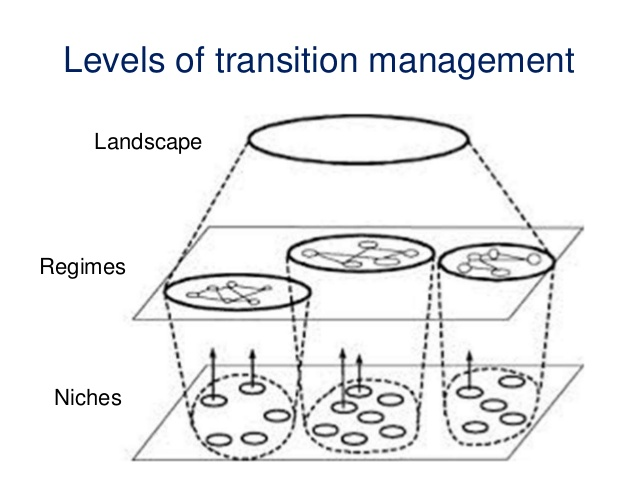 Levels of transition management
Landscape
Regimes
Niches